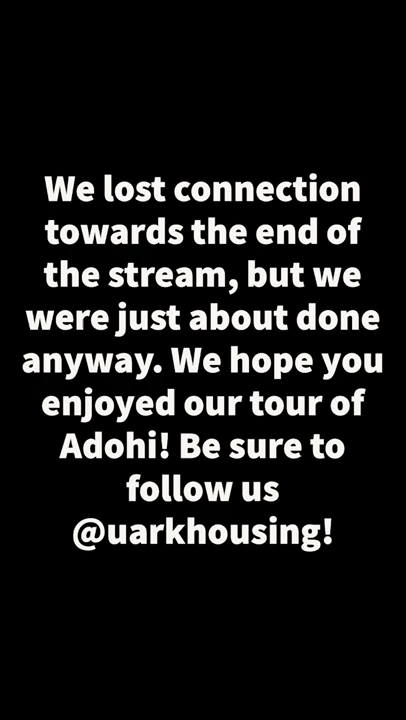 We lost connection
towards the end of
the stream, but we
were just about done
anyway. We hope you
enjoyed our tour of
Adohi! Be sure to
follow us
@uarkhousing!